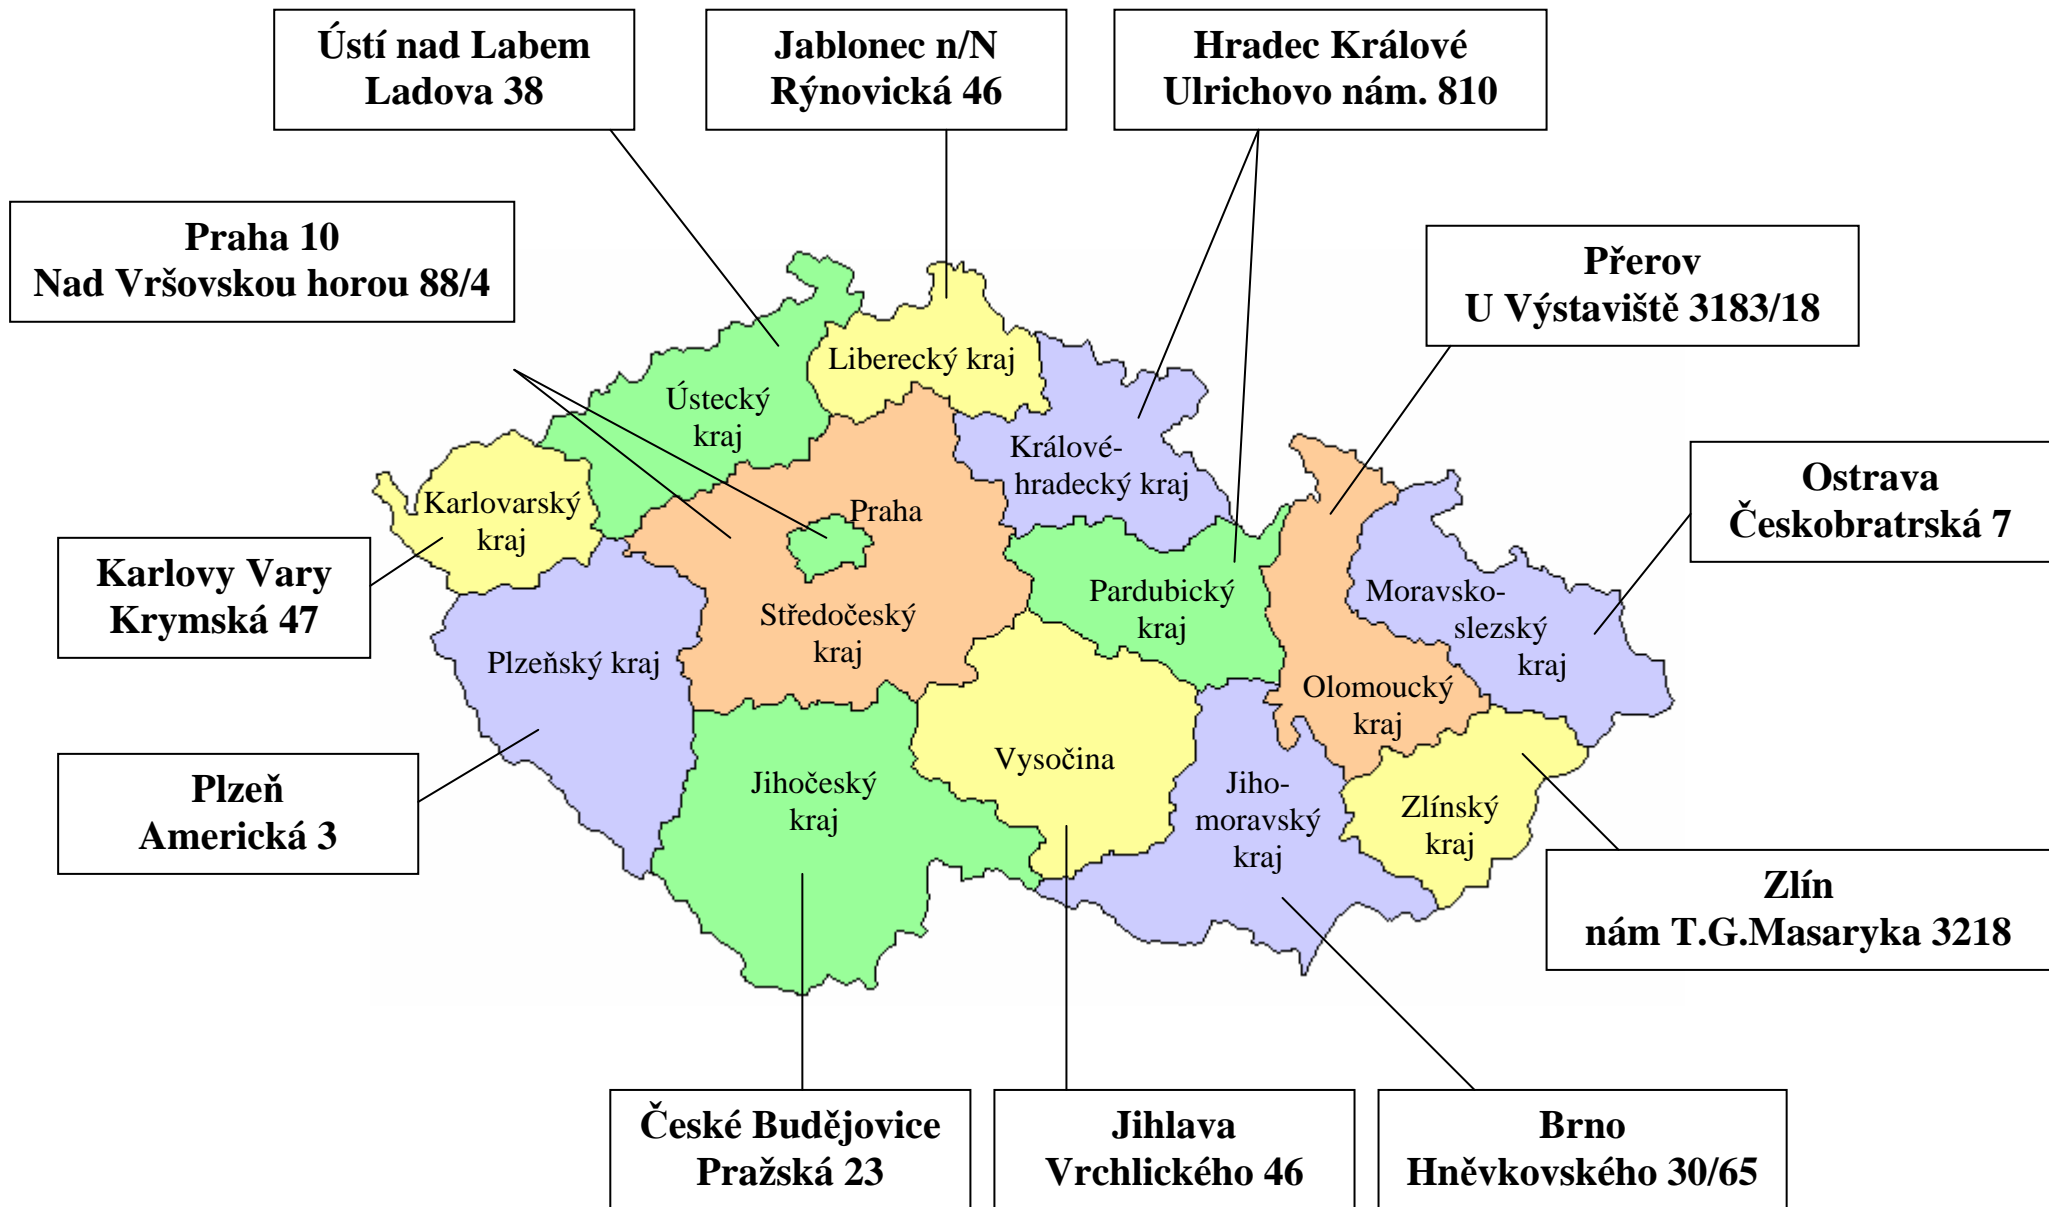 Ústí nad Labem
Ladova 38
Jablonec n/N
Rýnovická 46
Hradec Králové
Ulrichovo nám. 810
Praha 10
Nad Vršovskou horou 88/4
Přerov
U Výstaviště 3183/18
Liberecký kraj
Ústecký
kraj
Králové-
hradecký kraj
Karlovarský
kraj
Praha
Ostrava
Českobratrská 7
Karlovy Vary
Krymská 47
Pardubický
kraj
Moravsko-
slezský
kraj
Středočeský
kraj
Plzeňský kraj
Olomoucký
kraj
Vysočina
Plzeň
Americká 3
Jihočeský
kraj
Jiho-
moravský
kraj
Zlínský
kraj
Zlín
nám T.G.Masaryka 3218
České Budějovice
Pražská 23
Jihlava
Vrchlického 46
Brno
Hněvkovského 30/65